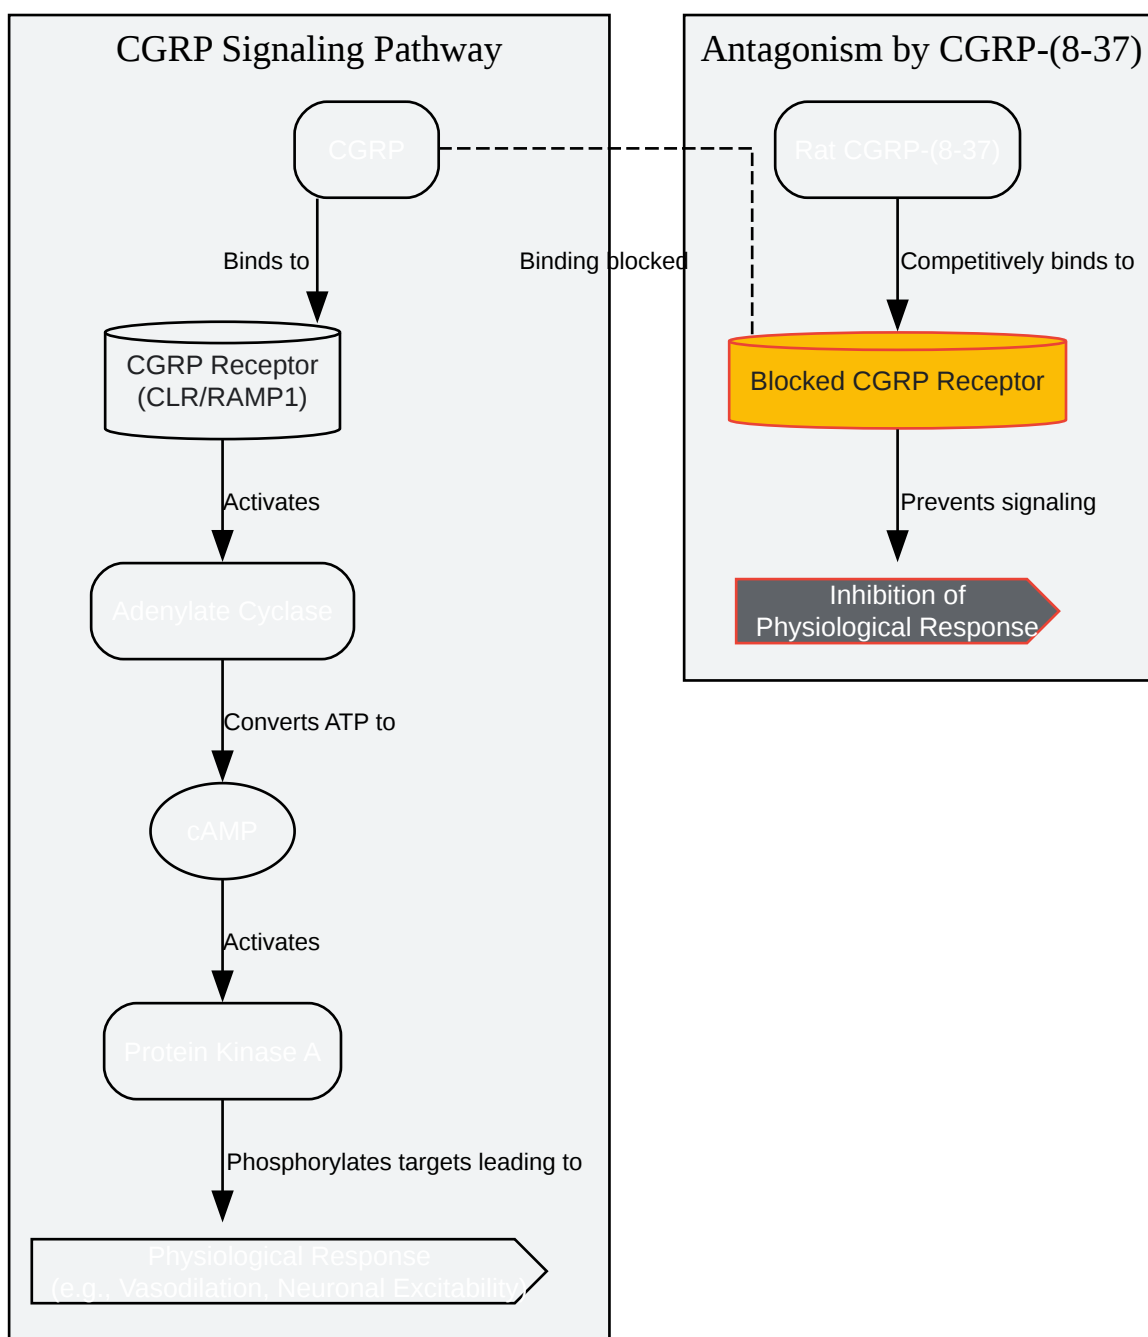 CGRP Signaling Pathway
CGRP
Binds to
CGRP Receptor
(CLR/RAMP1)
Activates
Adenylate Cyclase
Converts ATP to
cAMP
Activates
Protein Kinase A
Phosphorylates targets leading to
Physiological Response
(e.g., Vasodilation, Neuronal Excitability)
Binding blocked
Antagonism by CGRP-(8-37)
Rat CGRP-(8-37)
Competitively binds to
Blocked CGRP Receptor
Prevents signaling
Inhibition of
Physiological Response